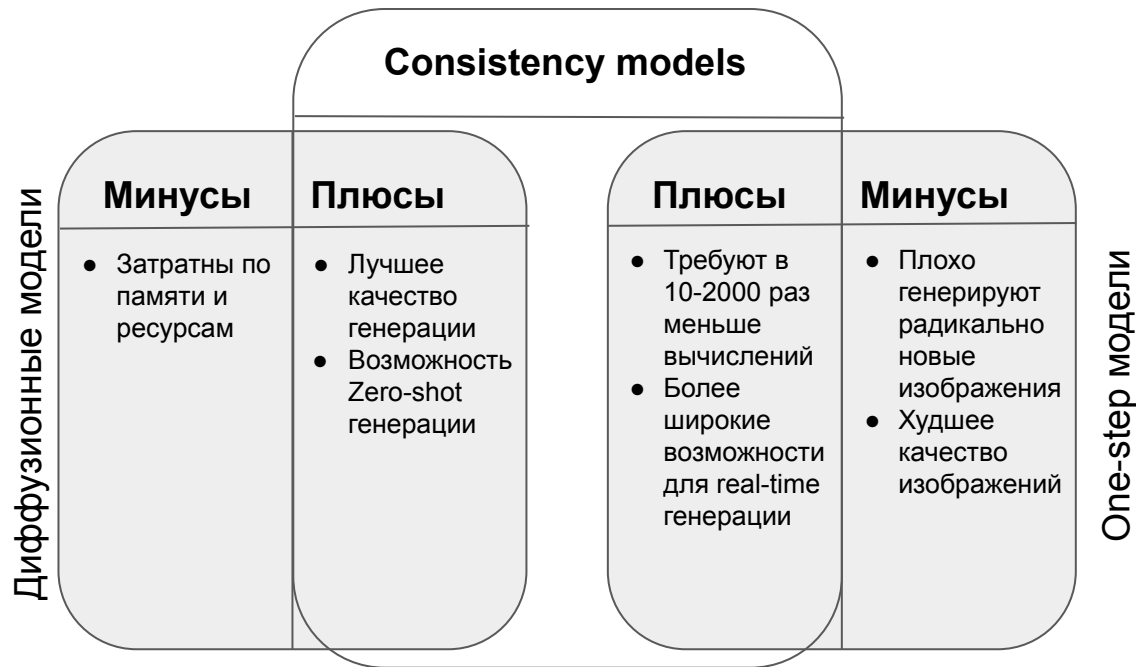 Consistency models
Диффузионные модели
Минусы
● Затратны по
памяти и
ресурсам
Плюсы
● Лучшее
качество
генерации
● Возможность
Zero-shot
генерации
Плюсы
● Требуют в
10-2000 раз
меньше
вычислений
● Более
широкие
возможности
для real-time
генерации
Минусы
● Плохо
генерируют
радикально
новые
изображения
● Худшее
качество
изображений
One-step модели